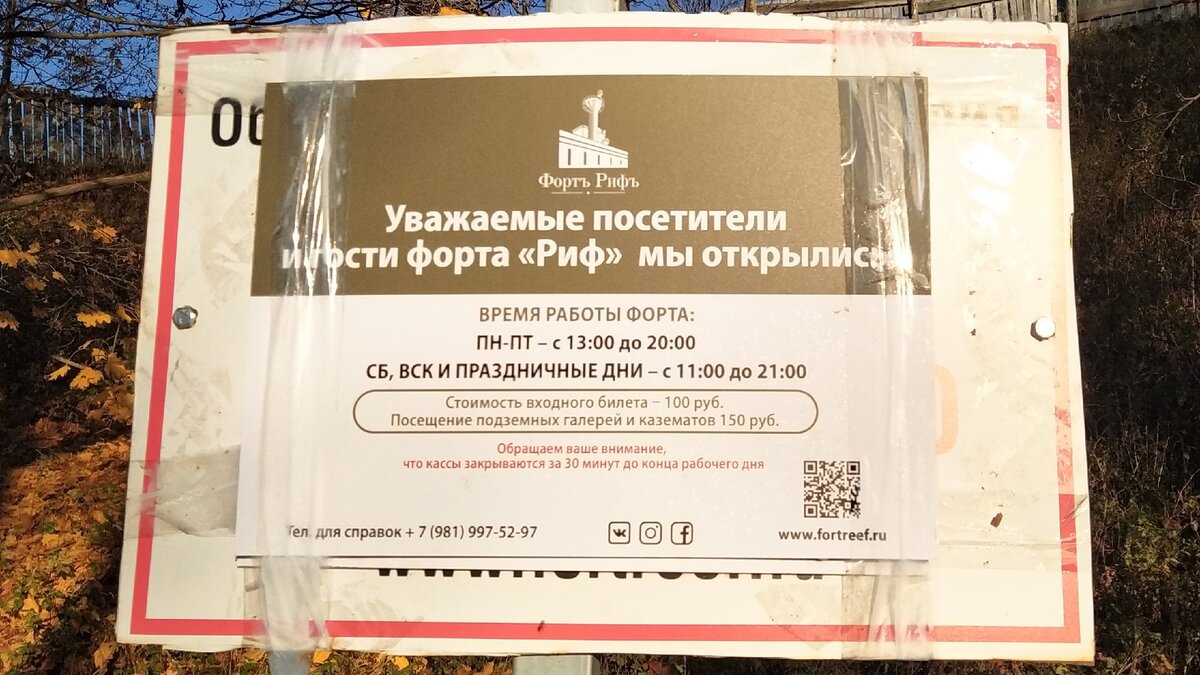 Об
Фортъ Рифъ
Уважаемые посетители
и гости форта «Риф» мы открылись
ВРЕМЯ РАБОТЫ ФОРТА:
ПН-ПТ – с 13:00 до 20:00
СБ, ВСК И ПРАЗДНИЧНЫЕ ДНИ – с 11:00 до 21:00
Стоимость входного билета – 100 руб.
Посещение подземных галерей и казематов 150 руб.
Обращаем ваше внимание,
что кассы закрываются за 30 минут до конца рабочего дня
Тел. для справок + 7 (981) 997-52-97
www.fortreef.ru